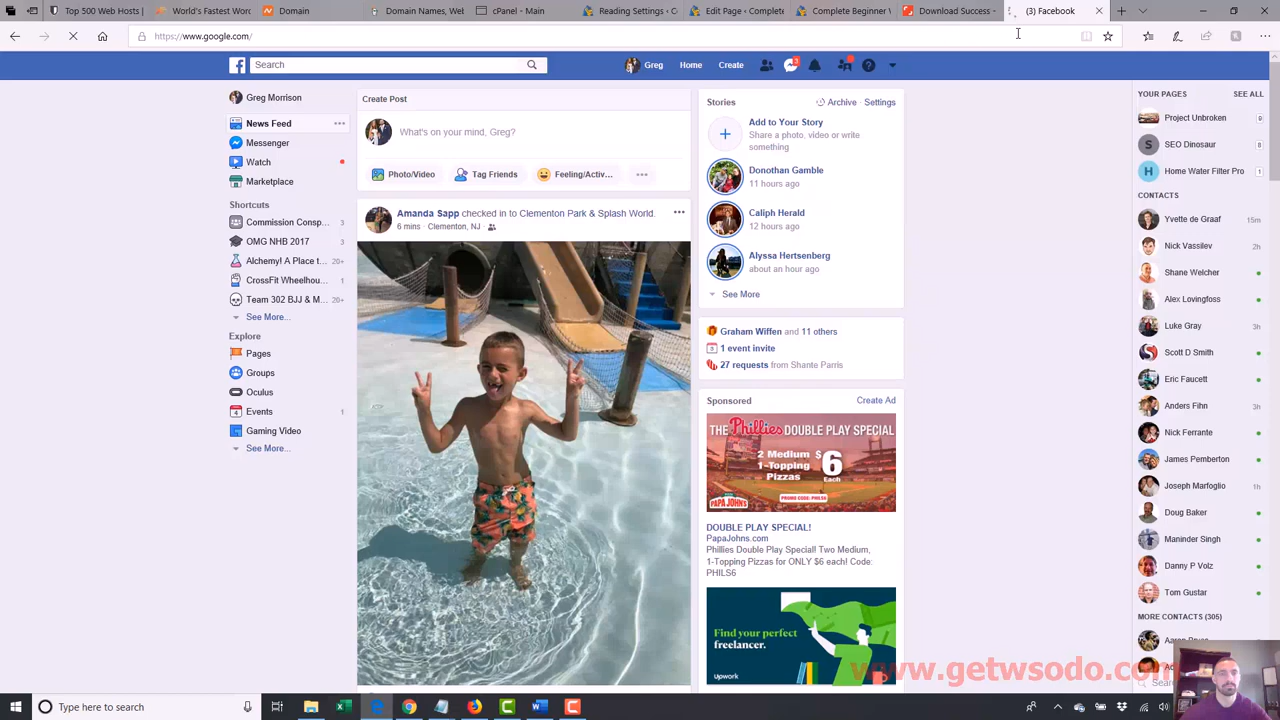 Top 500 Best Domain
World's Fastest Wor
Domain
Domain Names, Web
Reading Settings - C
Complete Beginner
Download Success -
(3) Facebook
https://www.google.com/
Search
Greg
Home
Create
Greg Morrison
News Feed
Messenger
Watch
Marketplace
Shortcuts
Commission Consp... 3
OMG NHB 2017 3
Alchemy! A Place t... 20+
CrossFit Wheelhou... 1
Team 302 BJJ & M... 20+
See More...
Explore
Pages
Groups
Oculus
Events 1
Gaming Video
See More...
Create Post
What's on your mind, Greg?
Photo/Video
Tag Friends
Feeling/Activ...
Amanda Sapp checked in to Clementon Park & Splash World.
6 mins · Clementon, NJ ·
Stories
Archive · Settings
Add to Your Story
Share a photo, video or write
something
Donothan Gamble
11 hours ago
Caliph Herald
12 hours ago
Alyssa Hertsenberg
about an hour ago
See More
Graham Wiffen and 11 others
1 event invite
27 requests from Shante Parris
Sponsored
Create Ad
THE Phillies DOUBLE PLAY SPECIAL
2 Medium
1-Topping
Pizzas
for
$6
Each
PROMO CODE: PHILS6
PAPA JOHN'S
DOUBLE PLAY SPECIAL!
PapaJohns.com
Phillies Double Play Special! Two Medium,
1-Topping Pizzas for ONLY $6 each! Code:
PHILS6
Find your perfect
freelancer.
Upwork
YOUR PAGES
SEE ALL
Project Unbroken
SEO Dinosaur
Home Water Filter Pro 1
CONTACTS
Yvette de Graaf 15m
Nick Vassilev 2h
Shane Welcher
Alex Lovingfoss
Luke Gray 3h
Scott D Smith
Eric Faucett
Anders Fihn 3h
Nick Ferrante
James Pemberton
Joseph Marfoglio 1h
Doug Baker
Maninder Singh
Danny P Volz
Tom Gustar
MORE CONTACTS (305)
www.getwsodo.com
Type here to search